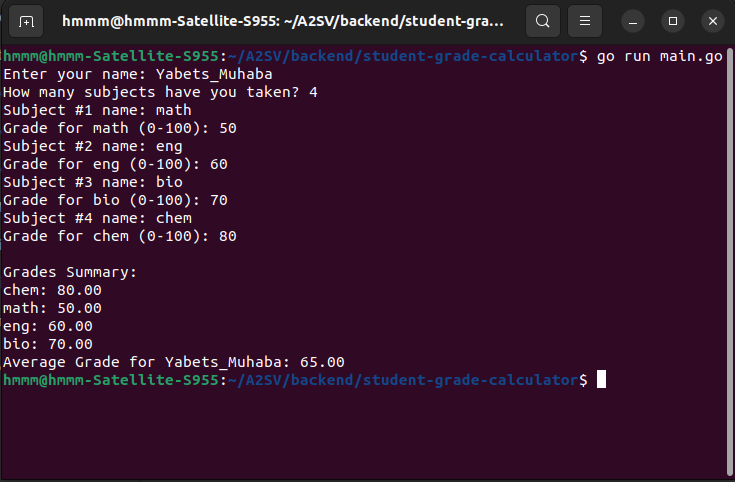 hmmm@hmmm-Satellite-S955: ~/A2SV/backend/student-gra...
hmmm@hmmm-Satellite-S955:~/A2SV/backend/student-grade-calculator$ go run main.go
Enter your name: Yabets_Muhaba
How many subjects have you taken? 4
Subject #1 name: math
Grade for math (0-100): 50
Subject #2 name: eng
Grade for eng (0-100): 60
Subject #3 name: bio
Grade for bio (0-100): 70
Subject #4 name: chem
Grade for chem (0-100): 80
Grades Summary:
chem: 80.00
math: 50.00
eng: 60.00
bio: 70.00
Average Grade for Yabets_Muhaba: 65.00
hmmm@hmmm-Satellite-S955:~/A2SV/backend/student-grade-calculator$